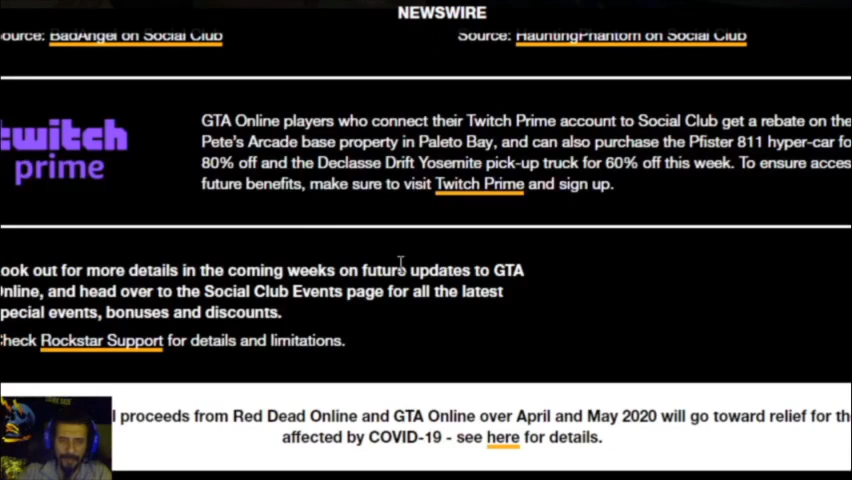 NEWSWIRE
ource: BadAngel on Social Club
Source: HauntingPhantom on Social Club
twitch
prime
GTA Online players who connect their Twitch Prime account to Social Club get a rebate on the
Pete's Arcade base property in Paleto Bay, and can also purchase the Pfister 811 hyper-car fo
80% off and the Declasse Drift Yosemite pick-up truck for 60% off this week. To ensure acces
future benefits, make sure to visit Twitch Prime and sign up.
ook out for more details in the coming weeks on future updates to GTA
nline, and head over to the Social Club Events page for all the latest
pecial events, bonuses and discounts.
heck Rockstar Support for details and limitations.
l proceeds from Red Dead Online and GTA Online over April and May 2020 will go toward relief for th
affected by COVID-19 - see here for details.